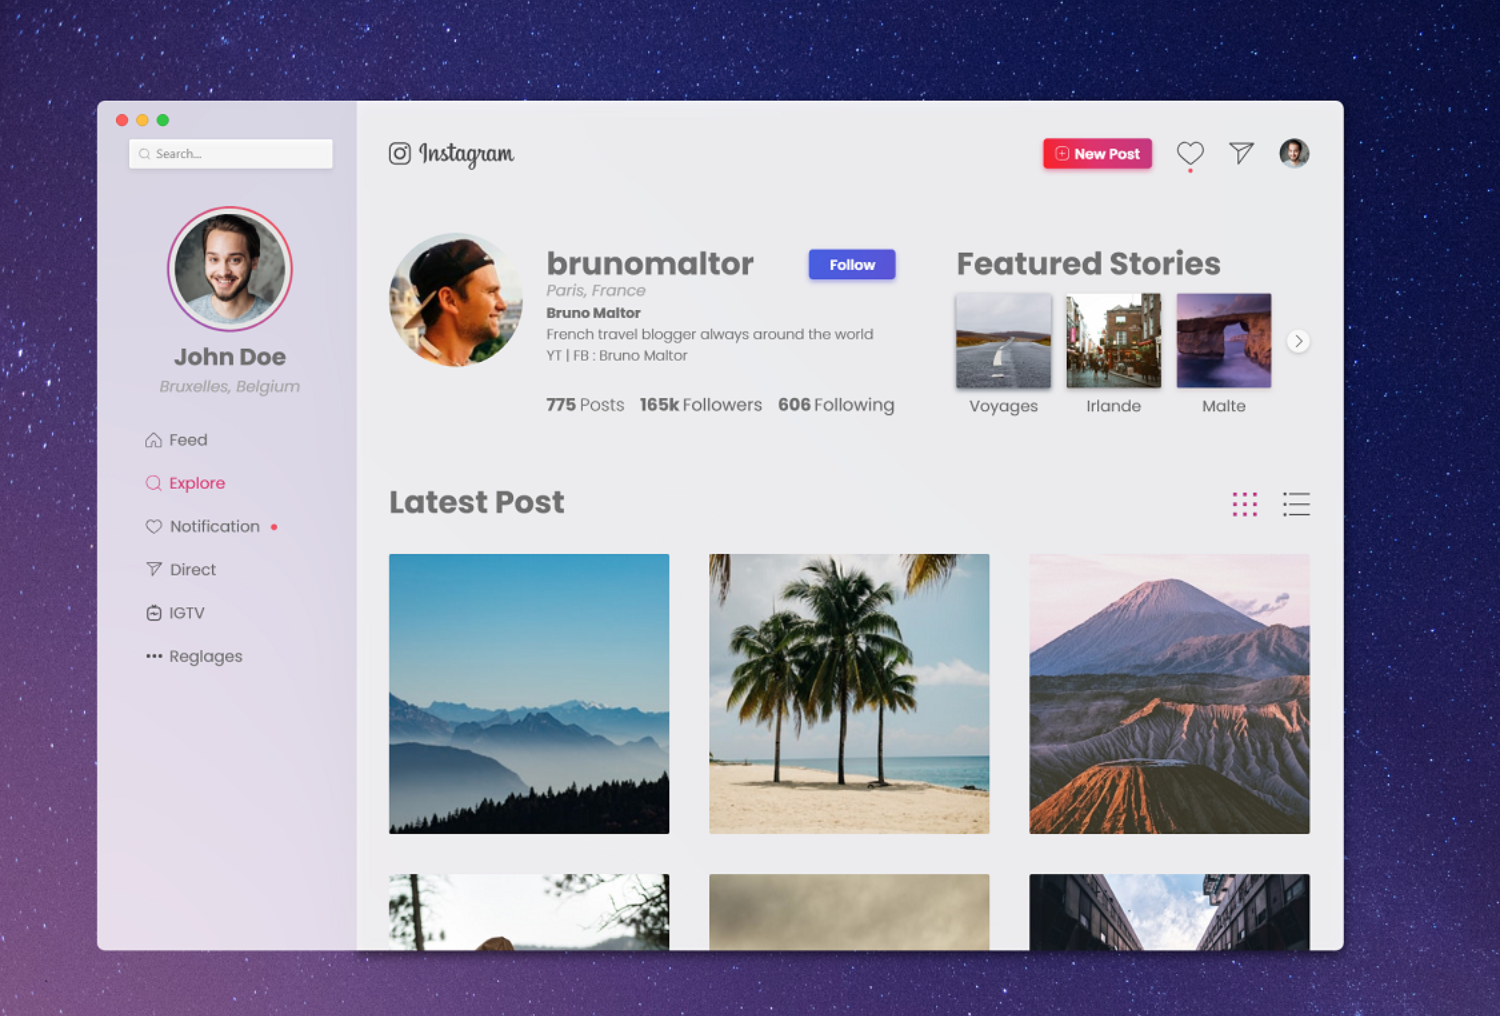 Search...
John Doe
Bruxelles, Belgium
Feed
Explore
Notification
Direct
IGTV
Reglages
Instagram
New Post
brunomaltor
Follow
Paris, France
Bruno Maltor
French travel blogger always around the world
YT | FB : Bruno Maltor
775 Posts 165k Followers 606 Following
Featured Stories
Voyages
Irlande
Malte
Latest Post